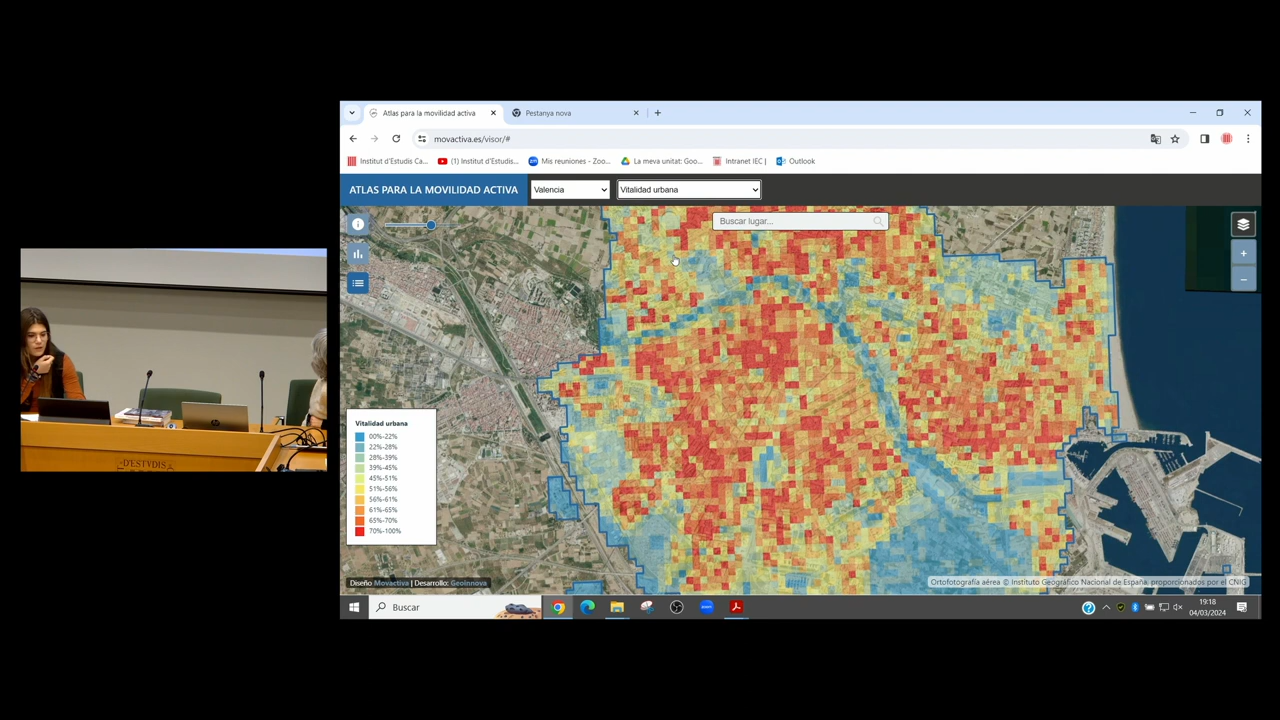 Atlas para la movilidad activa
Pestanya nova
movactiva.es/visor/#
Institut d'Estudis Ca...
(1) Institut d'Estudis...
Mis reuniones - Zoo...
La meva unitat: Goo...
Intranet IEC |
Outlook
ATLAS PARA LA MOVILIDAD ACTIVA
Valencia
Vitalidad urbana
Buscar lugar...
Vitalidad urbana
00%-22%
22%-28%
28%-39%
39%-45%
45%-51%
51%-56%
56%-61%
61%-65%
65%-70%
70%-100%
Diseño Movactiva | Desarrollo: Geoinnova
Ortofotografía aérea © Instituto Geográfico Nacional de España. proporcionados por el CNIG
Buscar
19:18
04/03/2024
D'ESTVDIS